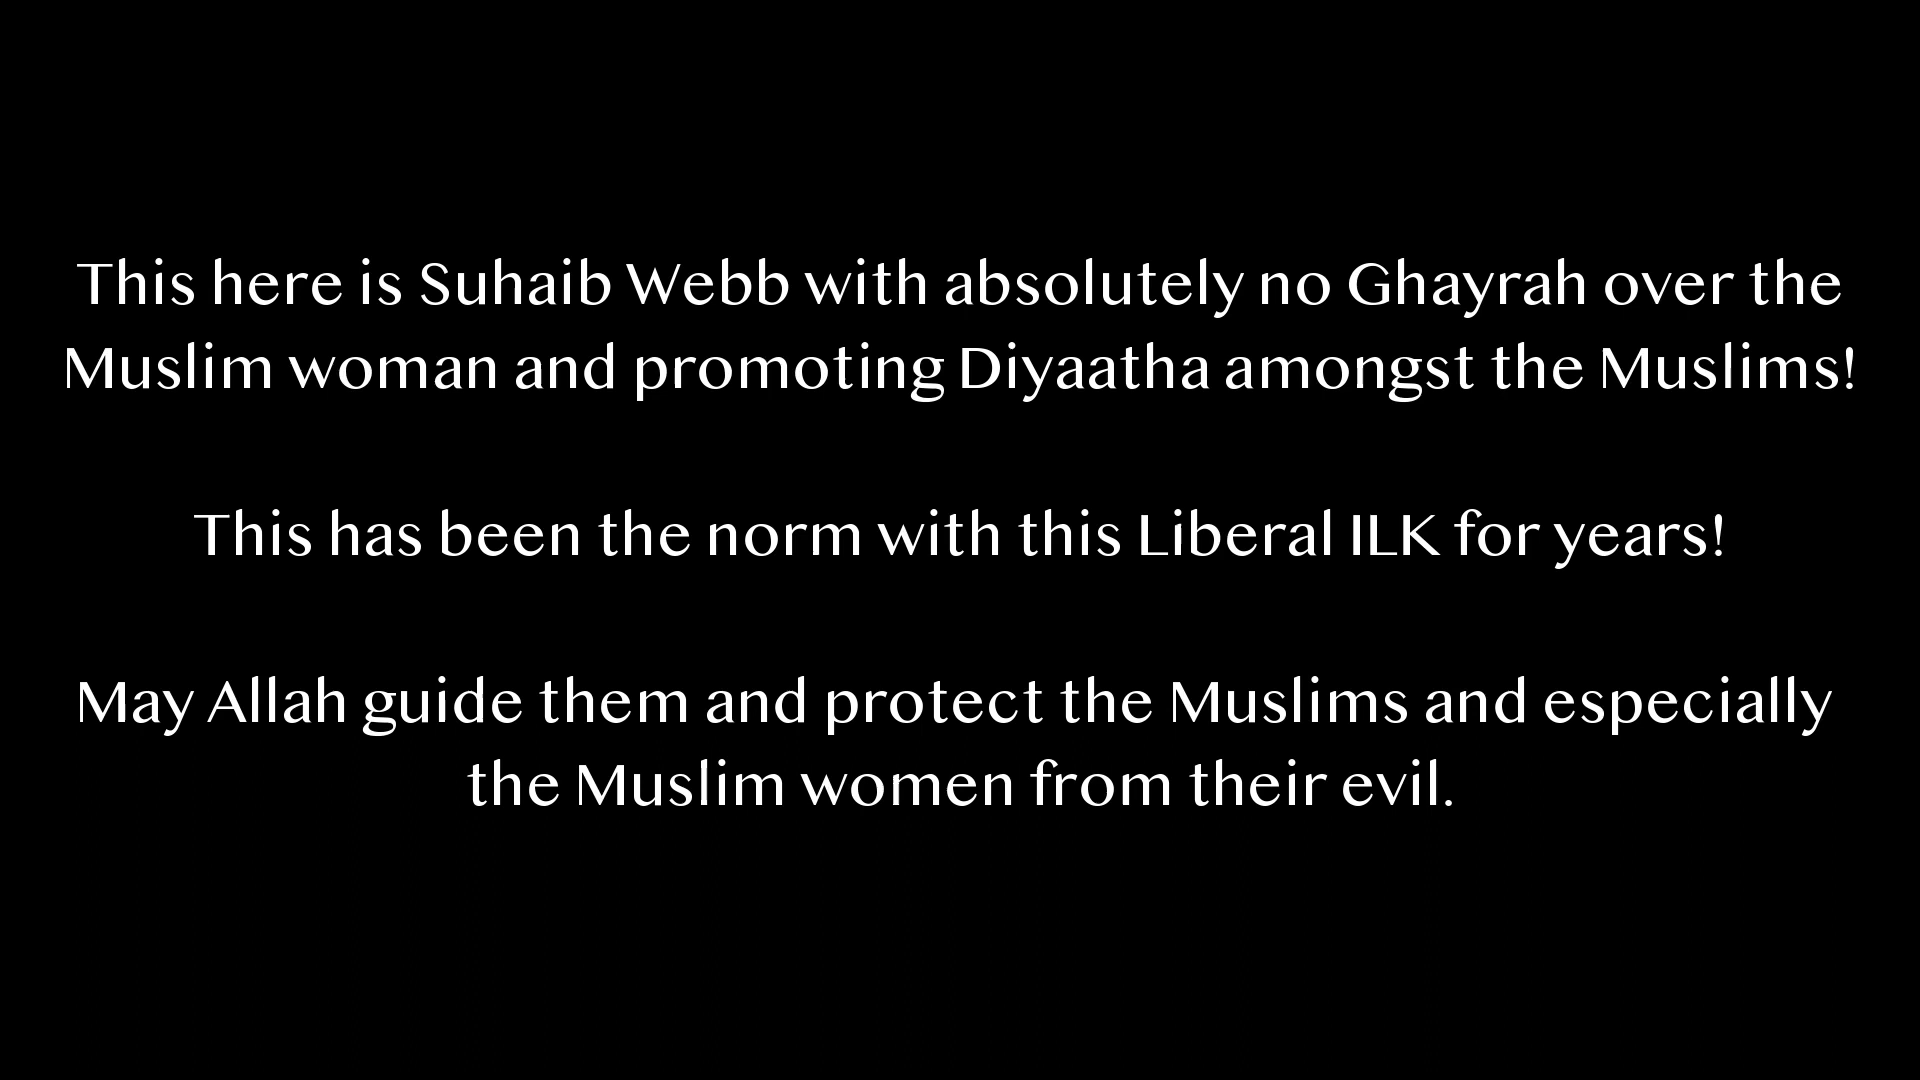 This here is Suhaib Webb with absolutely no Ghayrah over the
Muslim woman and promoting Diyaatha amongst the Muslims!
This has been the norm with this Liberal ILK for years!
May Allah guide them and protect the Muslims and especially
the Muslim women from their evil.